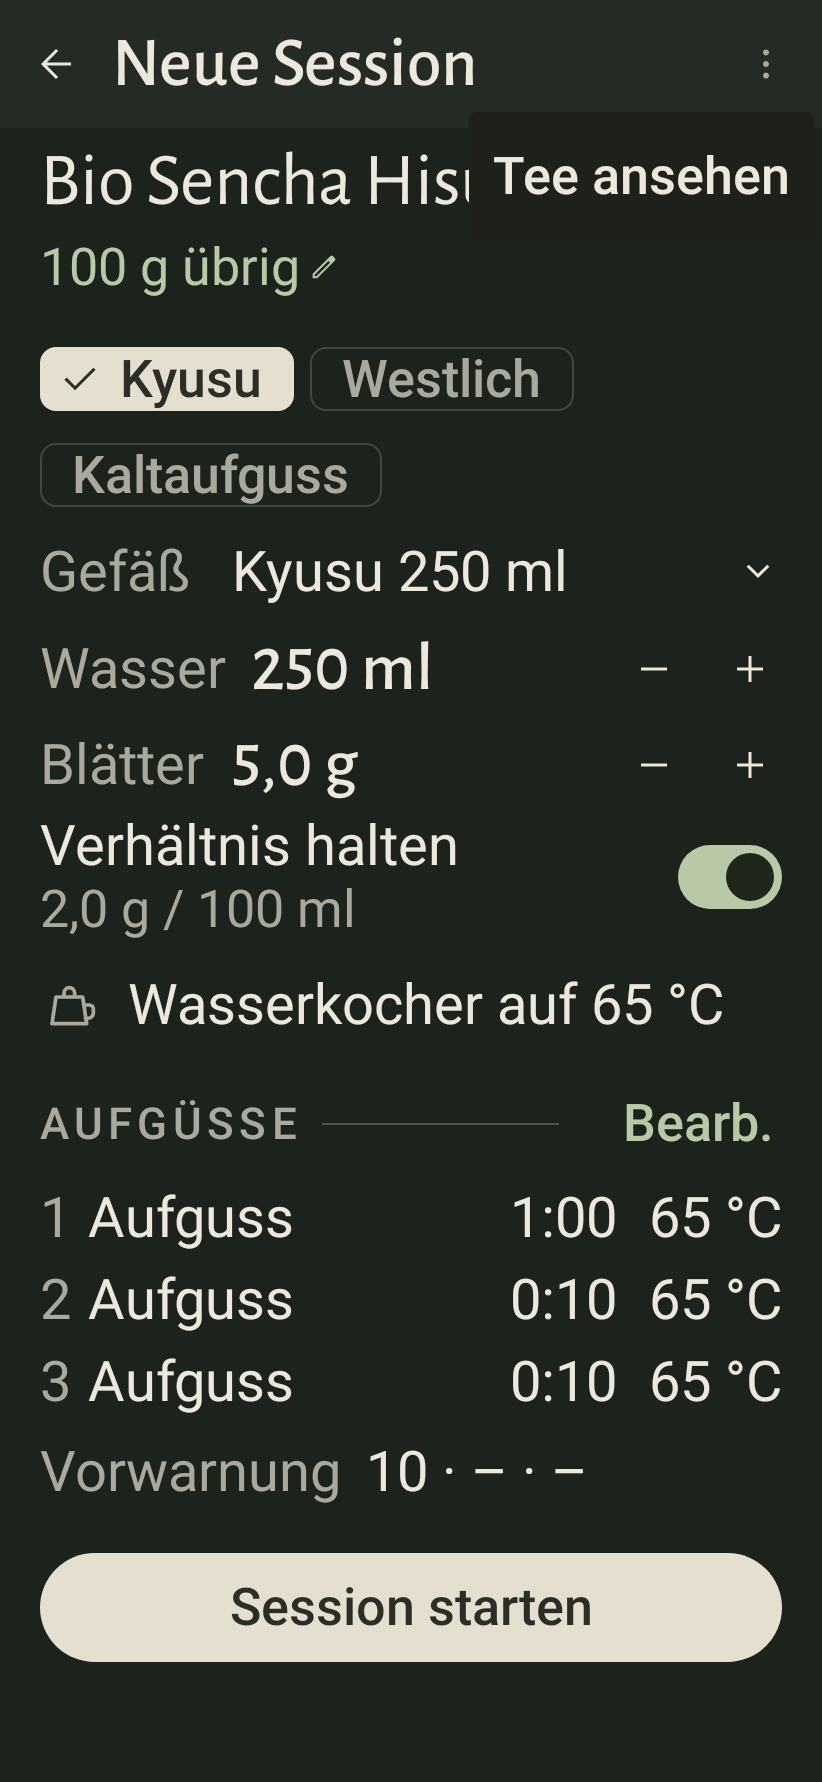 Neue Session
Tee ansehen
Bio Sencha
100 g übrig
Kyusu
Westlich
Kaltaufguss
Gefäß Kyusu 250 ml
Wasser 250 ml − +
Blätter 5,0 g − +
Verhältnis halten
2,0 g / 100 ml
Wasserkocher auf 65 °C
AUFGÜSSE Bearb.
1 Aufguss 1:00 65 °C
2 Aufguss 0:10 65 °C
3 Aufguss 0:10 65 °C
Vorwarnung 10 · – · –
Session starten